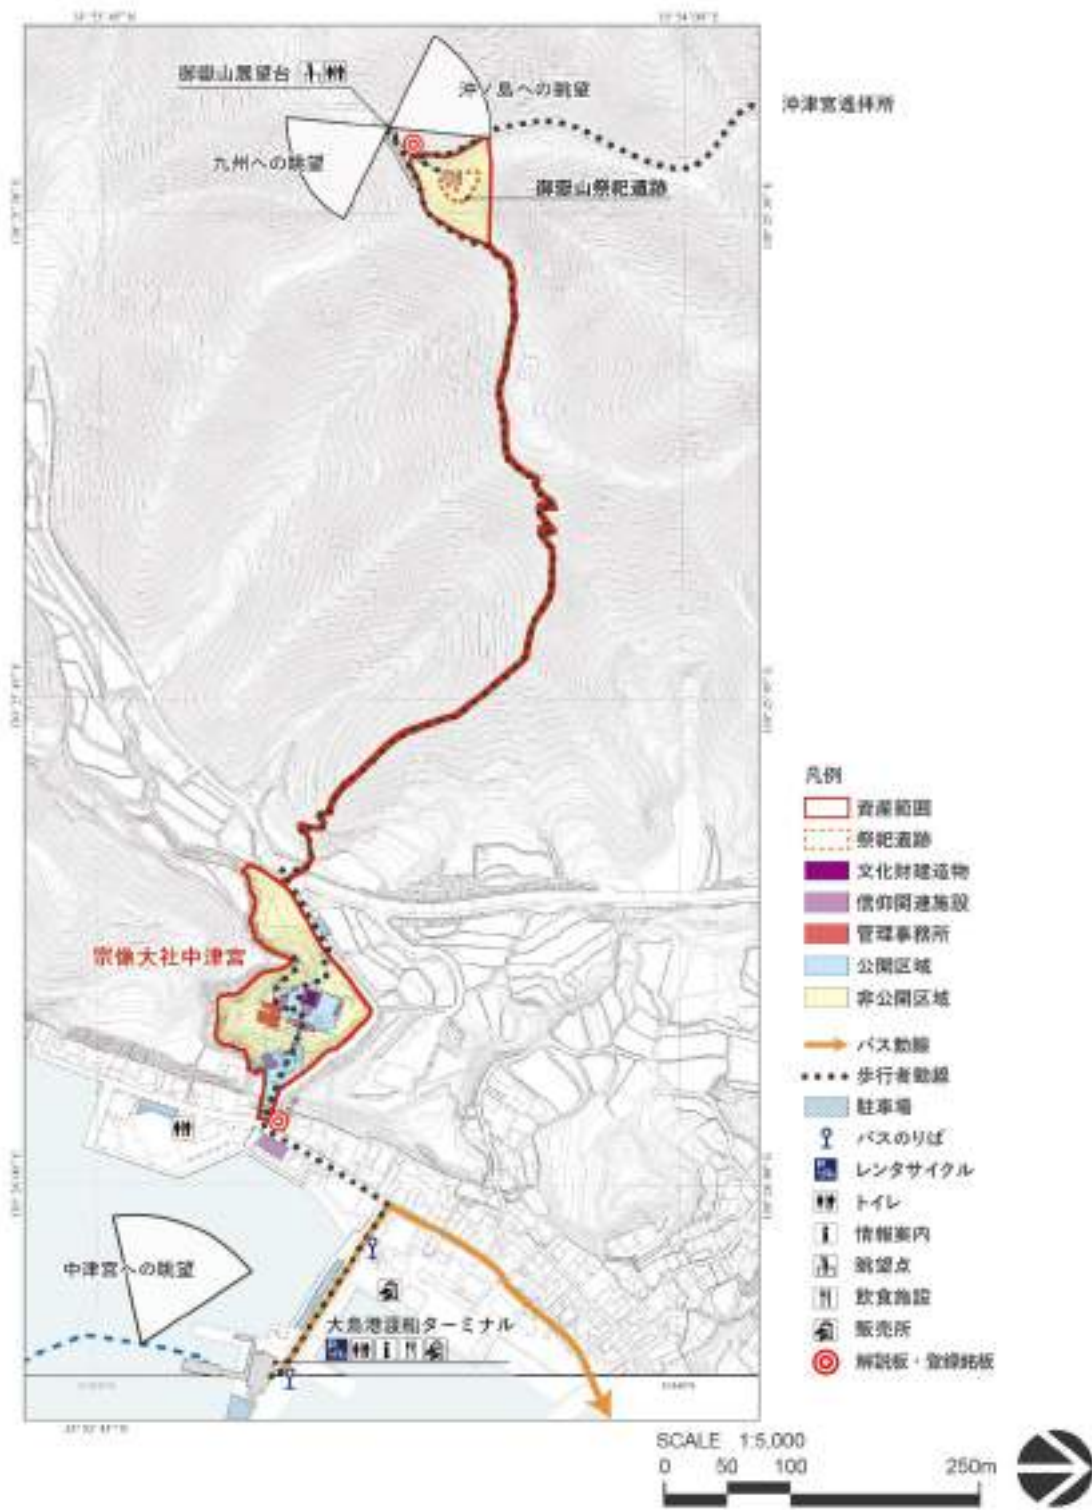 御嶽山展望台
沖ノ島への眺望
沖津宮遥拝所
九州への眺望
御嶽山祭祀遺跡
宗像大社中津宮
中津宮への眺望
大島港渡船ターミナル
凡例
資産範囲
祭祀遺跡
文化財建造物
信仰関連施設
管理事務所
公開区域
非公開区域
バス動線
歩行者動線
駐車場
バスのりば
レンタサイクル
トイレ
情報案内
眺望点
飲食施設
販売所
解説板・登録銘板
SCALE 1:5,000
0 50 100 250m